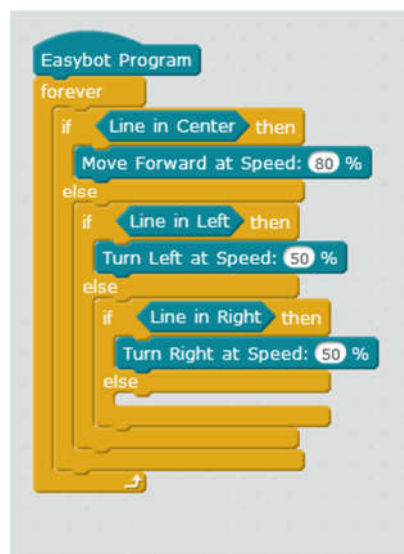 Easybot Program
forever
if Line in Center then
Move Forward at Speed: 80 %
else
if Line in Left then
Turn Left at Speed: 50 %
else
if Line in Right then
Turn Right at Speed: 50 %
else